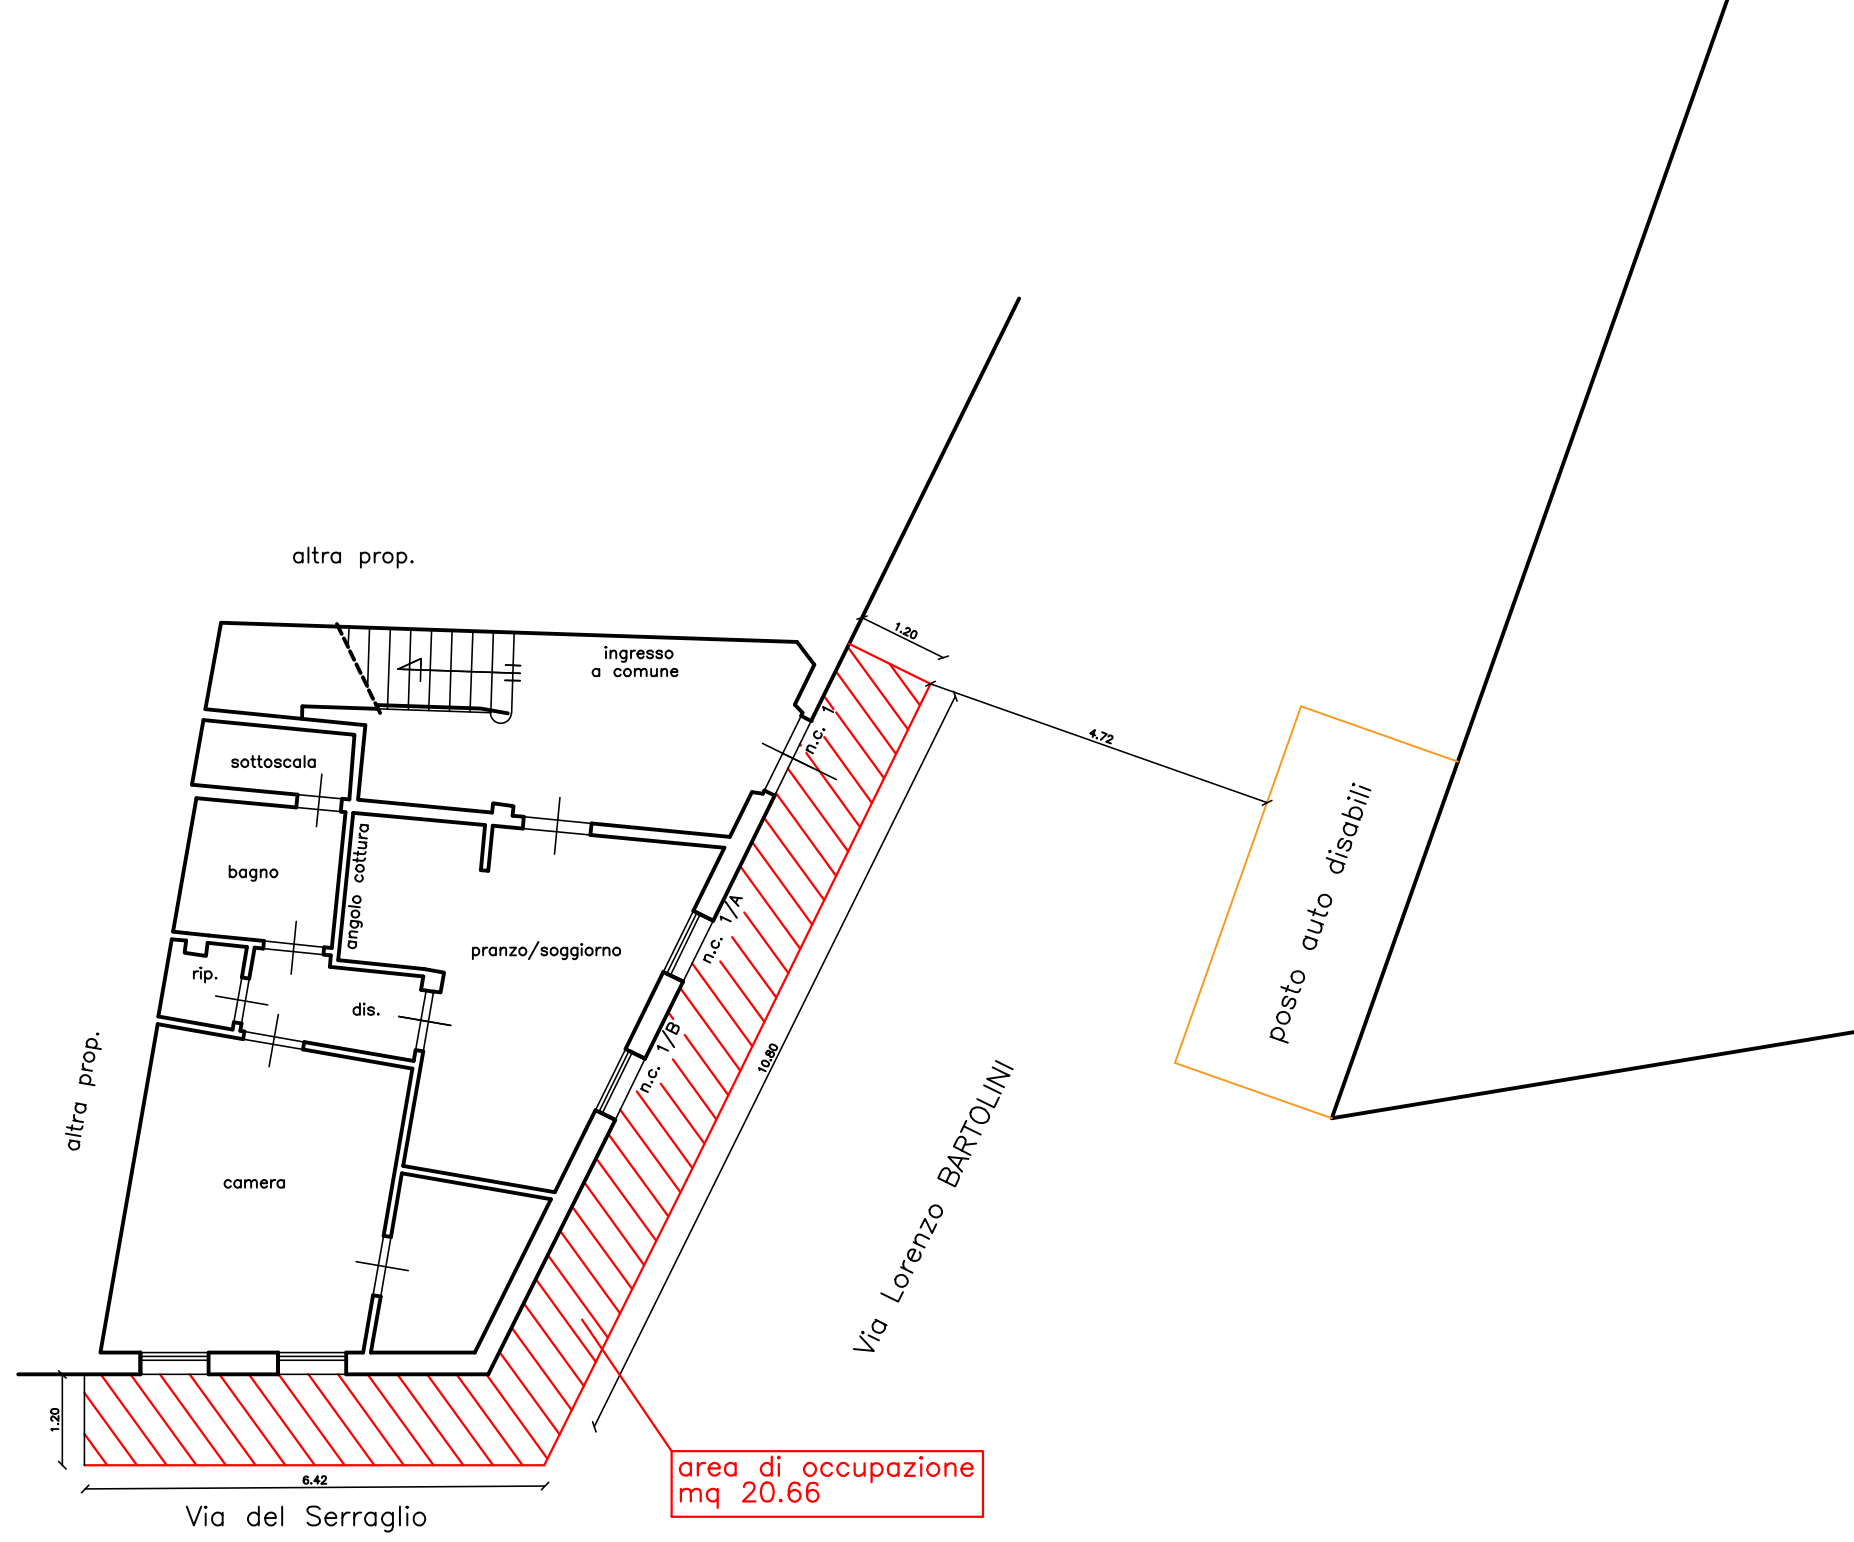 altra prop.
ingresso
a comune
1.20
n.c. 1
4.72
sottoscala
bagno
angolo cottura
pranzo/soggiorno
n.c. 1/A
rip.
dis.
n.c. 1/B
10.80
posto auto disabili
altra prop.
camera
Via Lorenzo BARTOLINI
1.20
6.42
Via del Serraglio
area di occupazione
mq 20.66